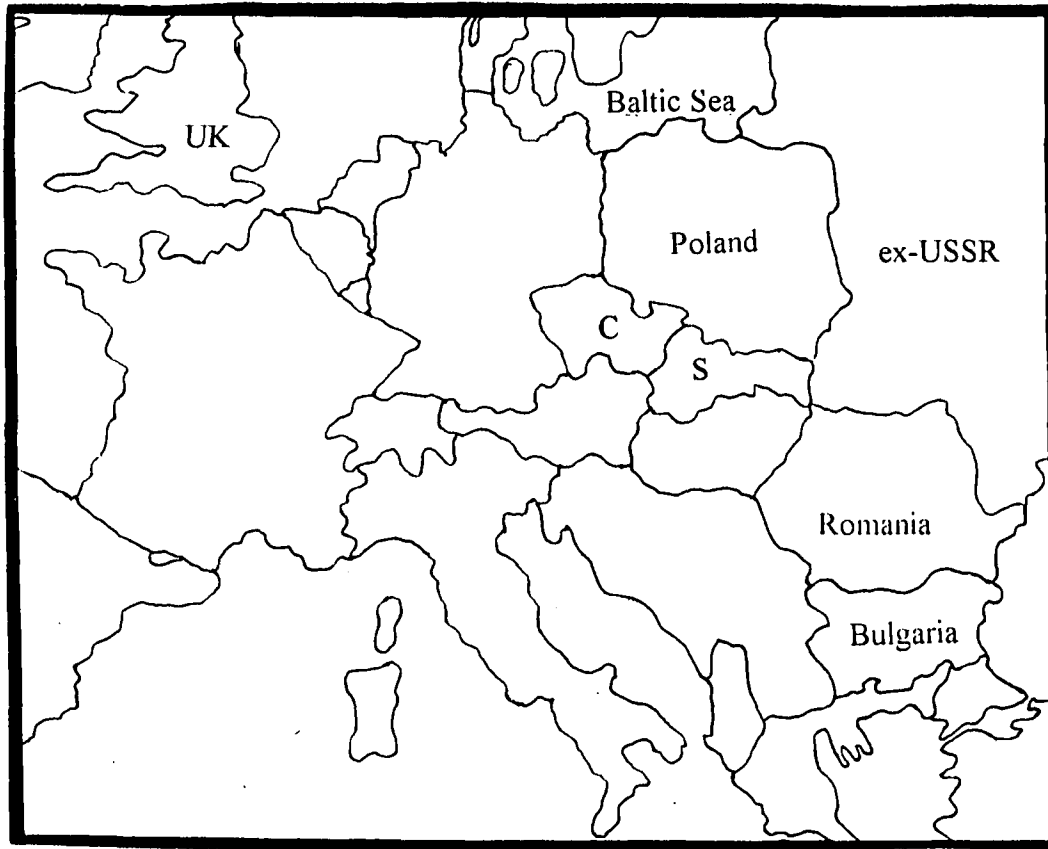 Baltic Sea
UK
Poland
ex-USSR
C
S
Romania
Bulgaria